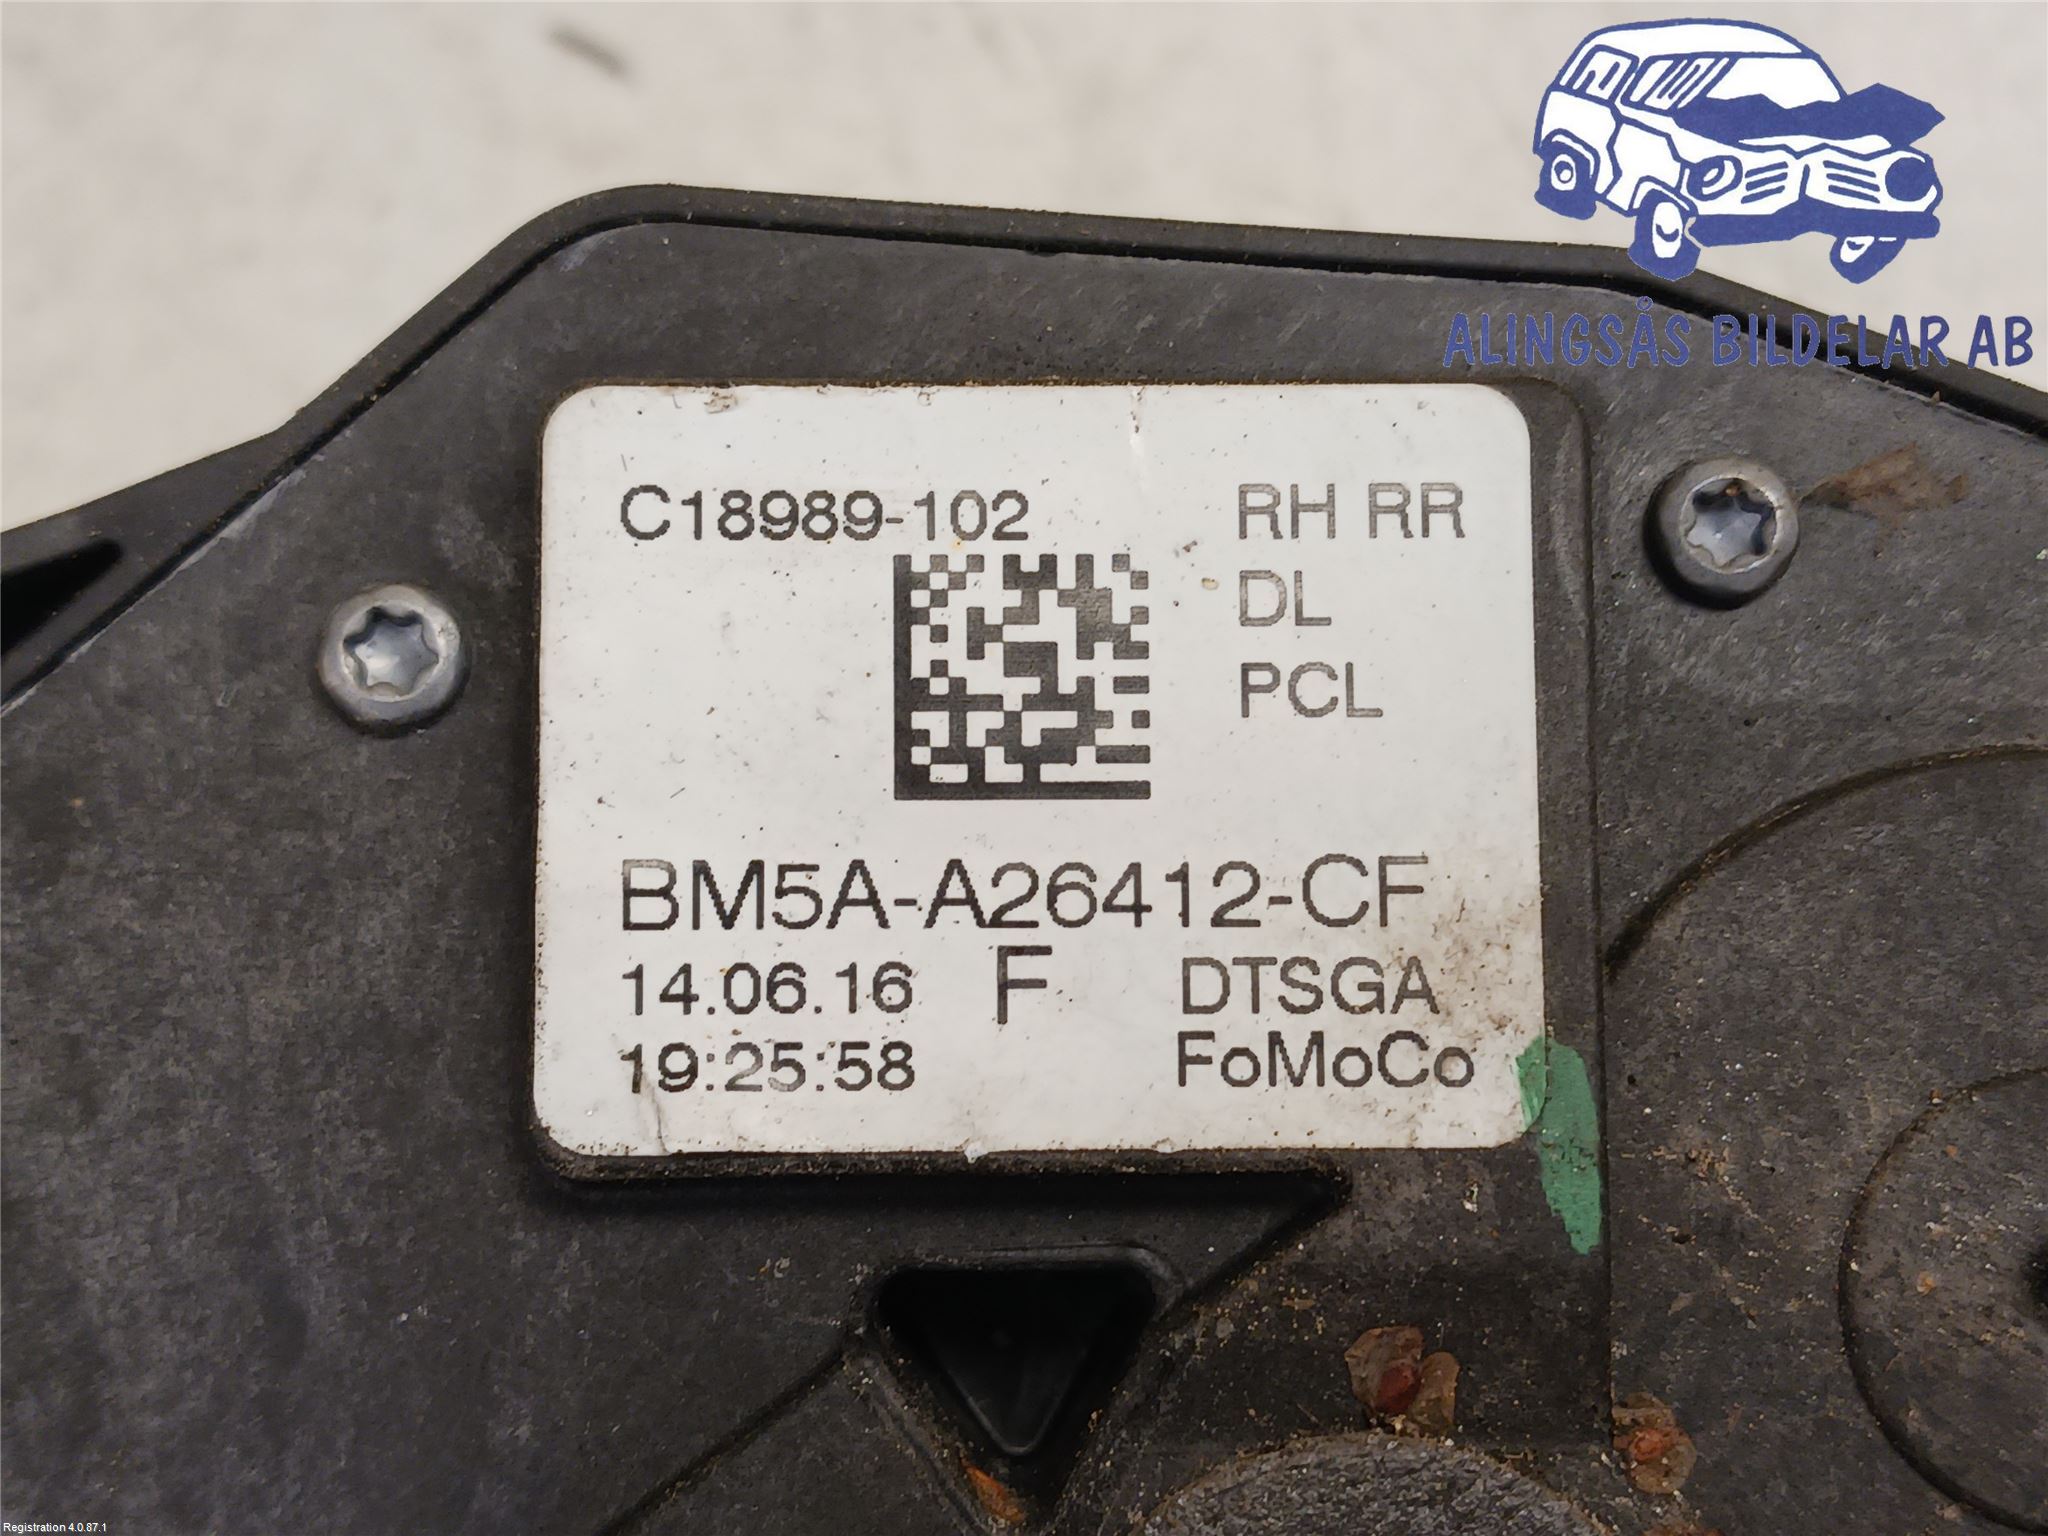 ALINGSÅS BILDELAR AB
C18989-102
RH RR
DL
PCL
BM5A-A26412-CF
14.06.16 F DTSGA
19:25:58 FoMoCo
Registration 4.0.87.1